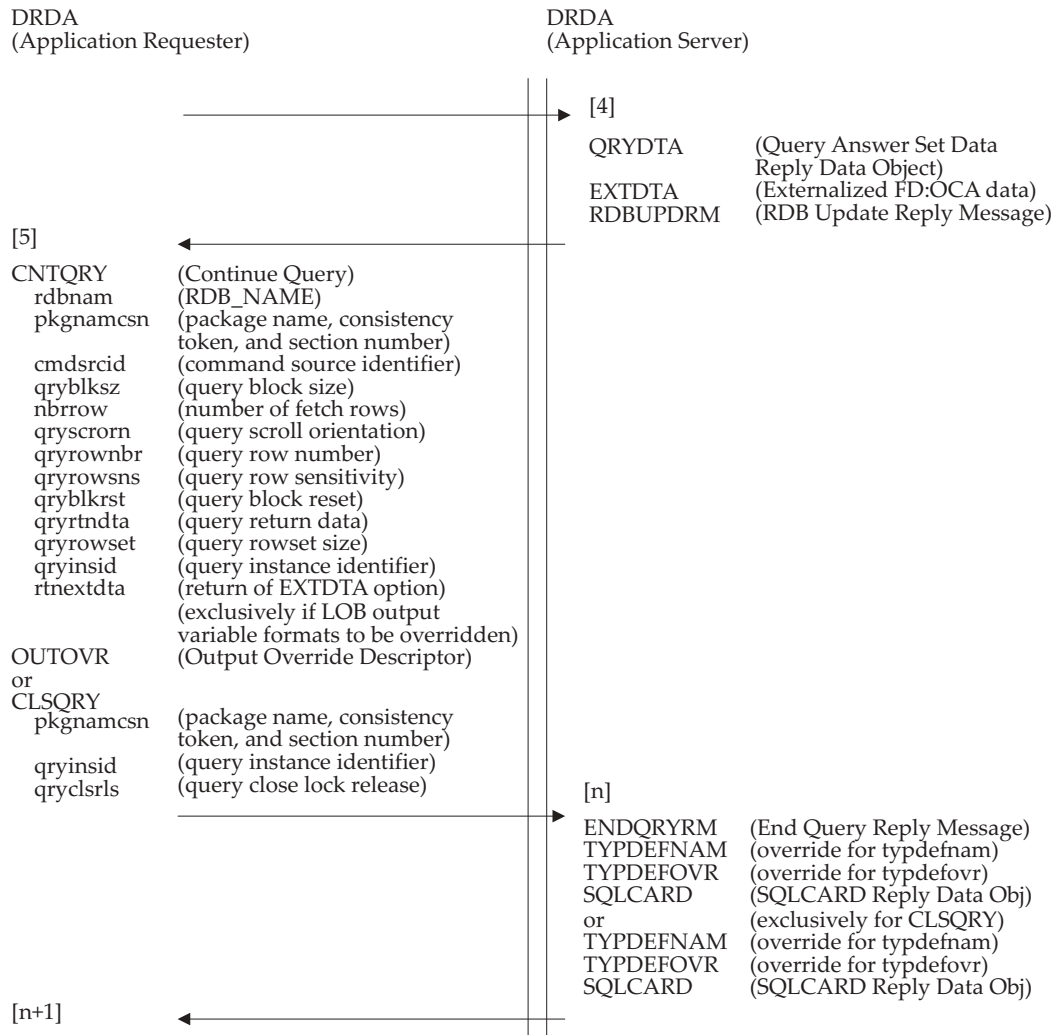 DRDA
(Application Requester)
DRDA
(Application Server)
[4]
QRYDTA (Query Answer Set Data
Reply Data Object)
EXTDTA (Externalized FD:OCA data)
RDBUPDRM (RDB Update Reply Message)
[5]
CNTQRY (Continue Query)
rdbnam (RDB_NAME)
pkgnamcsn (package name, consistency
token, and section number)
cmdsrcid (command source identifier)
qryblksz (query block size)
nbrrow (number of fetch rows)
qryscrorn (query scroll orientation)
qryrownbr (query row number)
qryrowsns (query row sensitivity)
qryblkrst (query block reset)
qryrtndta (query return data)
qryrowset (query rowset size)
qryinsid (query instance identifier)
rtnextdta (return of EXTDTA option)
(exclusively if LOB output
variable formats to be overridden)
OUTOVR (Output Override Descriptor)
or
CLSQRY
pkgnamcsn (package name, consistency
token, and section number)
qryinsid (query instance identifier)
qryclsrls (query close lock release)
[n]
ENDQRYRM (End Query Reply Message)
TYPDEFNAM (override for typdefnam)
TYPDEFOVR (override for typdefovr)
SQLCARD (SQLCARD Reply Data Obj)
or (exclusively for CLSQRY)
TYPDEFNAM (override for typdefnam)
TYPDEFOVR (override for typdefovr)
SQLCARD (SQLCARD Reply Data Obj)
[n+1]